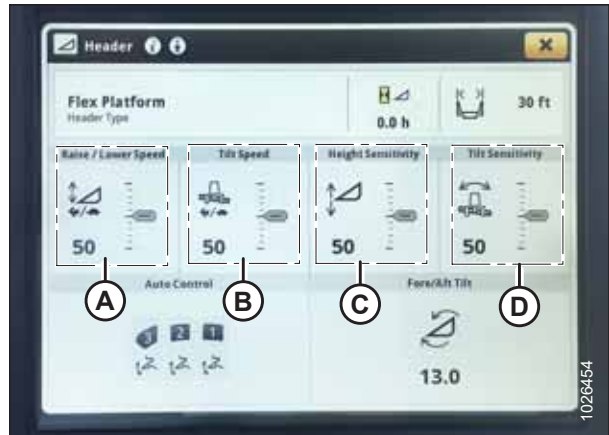 Header
Flex Platform
Header Type
0.0 h
30 ft
Raise / Lower Speed
Tilt Speed
Height Sensitivity
Tilt Sensitivity
50
50
50
50
A
B
C
D
Auto Control
Fore/Aft Tilt
3 2 1
13.0
1026454